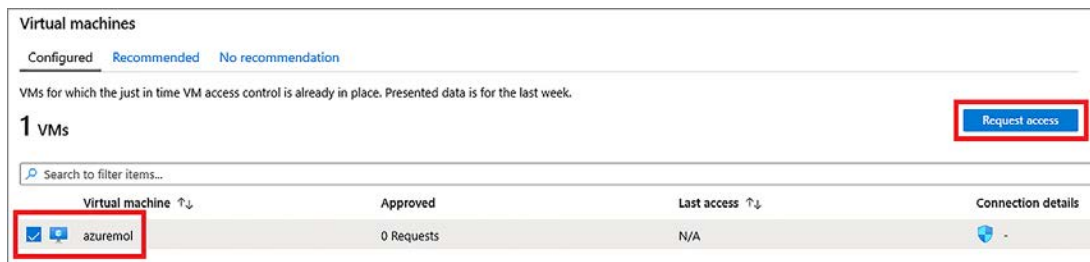 Virtual machines
Configured Recommended No recommendation
VMs for which the just in time VM access control is already in place. Presented data is for the last week.
1 VMs
Request access
Search to filter items...
Virtual machine ↑↓ Approved Last access ↑↓ Connection details
azuremol 0 Requests N/A -